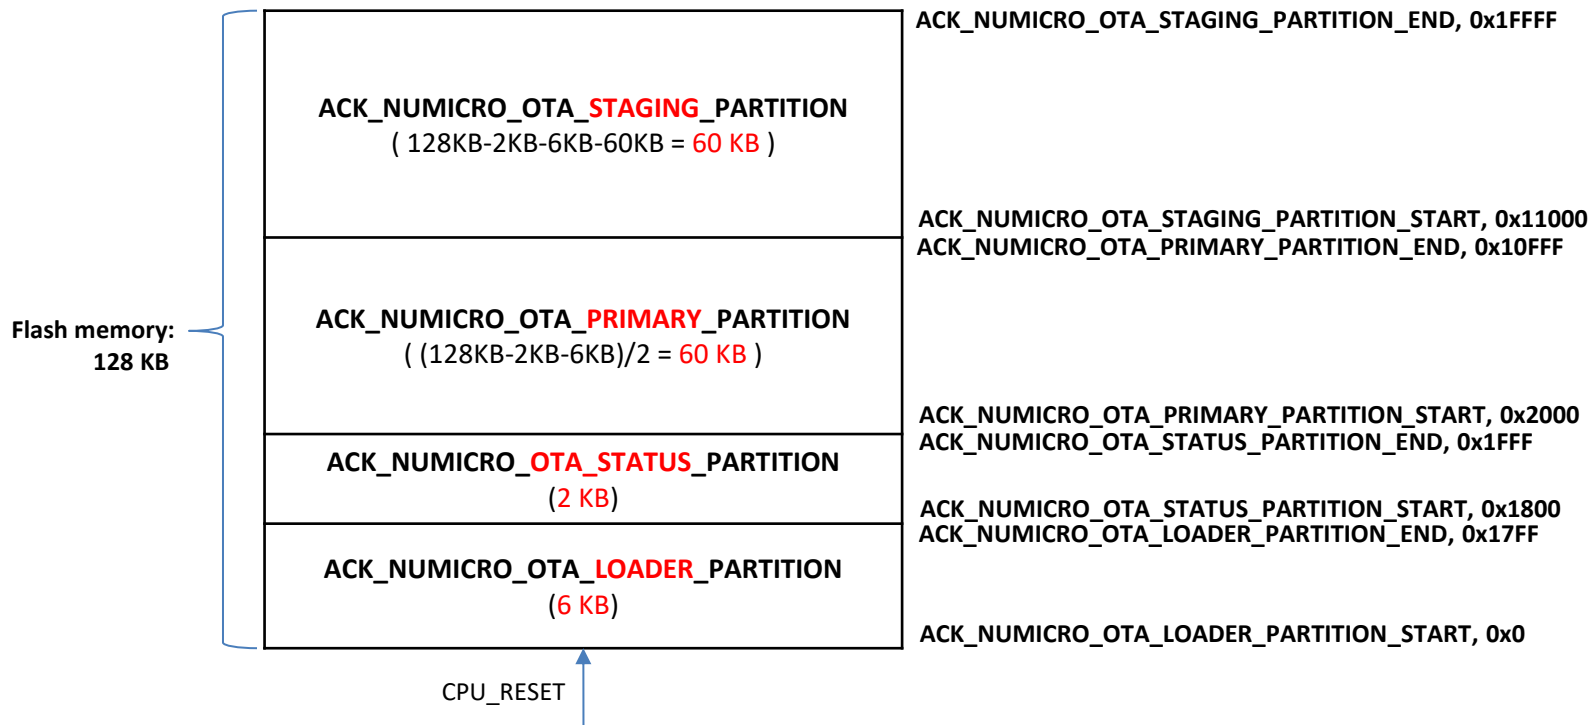 ACK_NUMICRO_OTA_STAGING_PARTITION_END, 0x1FFFF
ACK_NUMICRO_OTA_STAGING_PARTITION
( 128KB-2KB-6KB-60KB = 60 KB )
ACK_NUMICRO_OTA_STAGING_PARTITION_START, 0x11000
ACK_NUMICRO_OTA_PRIMARY_PARTITION_END, 0x10FFF
Flash memory:
128 KB
ACK_NUMICRO_OTA_PRIMARY_PARTITION
( (128KB-2KB-6KB)/2 = 60 KB )
ACK_NUMICRO_OTA_PRIMARY_PARTITION_START, 0x2000
ACK_NUMICRO_OTA_STATUS_PARTITION_END, 0x1FFF
ACK_NUMICRO_OTA_STATUS_PARTITION
(2 KB)
ACK_NUMICRO_OTA_STATUS_PARTITION_START, 0x1800
ACK_NUMICRO_OTA_LOADER_PARTITION_END, 0x17FF
ACK_NUMICRO_OTA_LOADER_PARTITION
(6 KB)
ACK_NUMICRO_OTA_LOADER_PARTITION_START, 0x0
CPU_RESET